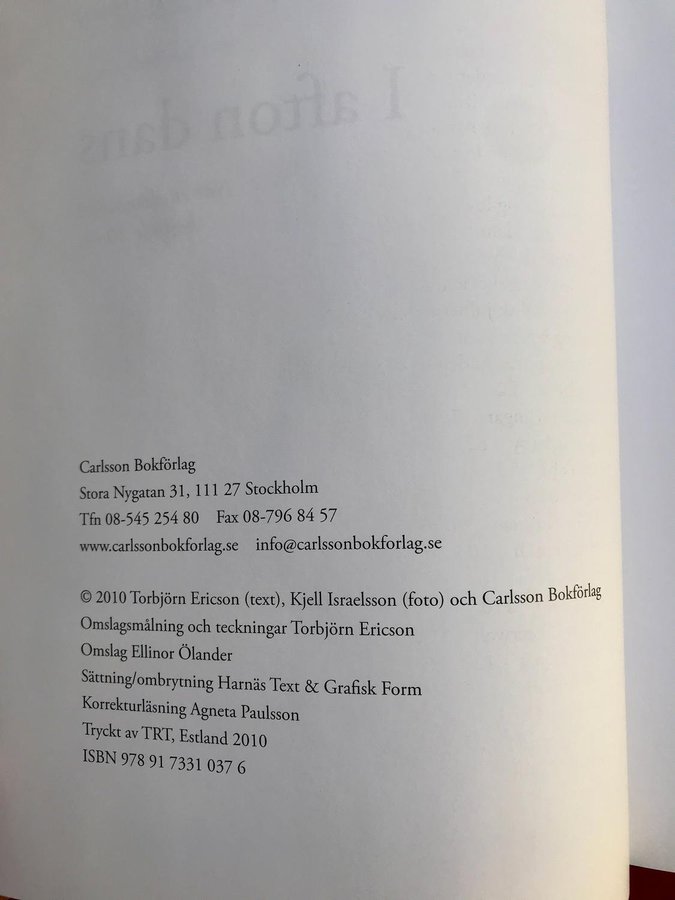 I afton dans
Carlsson Bokförlag
Stora Nygatan 31, 111 27 Stockholm
Tfn 08-545 254 80 Fax 08-796 84 57
www.carlssonbokforlag.se info@carlssonbokforlag.se
© 2010 Torbjörn Ericson (text), Kjell Israelsson (foto) och Carlsson Bokförlag
Omslagsmålning och teckningar Torbjörn Ericson
Omslag Ellinor Ölander
Sättning/ombrytning Harnäs Text & Grafisk Form
Korrekturläsning Agneta Paulsson
Tryckt av TRT, Estland 2010
ISBN 978 91 7331 037 6